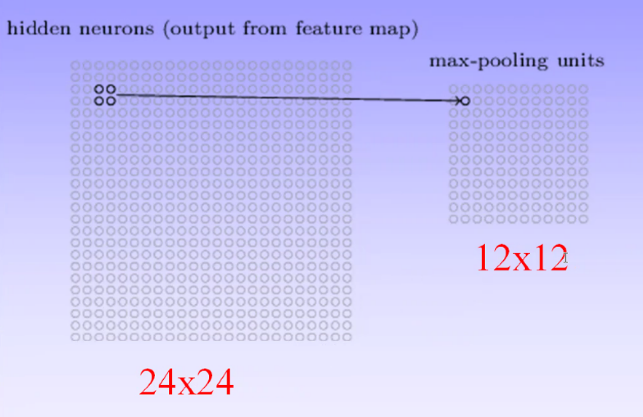 hidden neurons (output from feature map)
max-pooling units
12x12
24x24